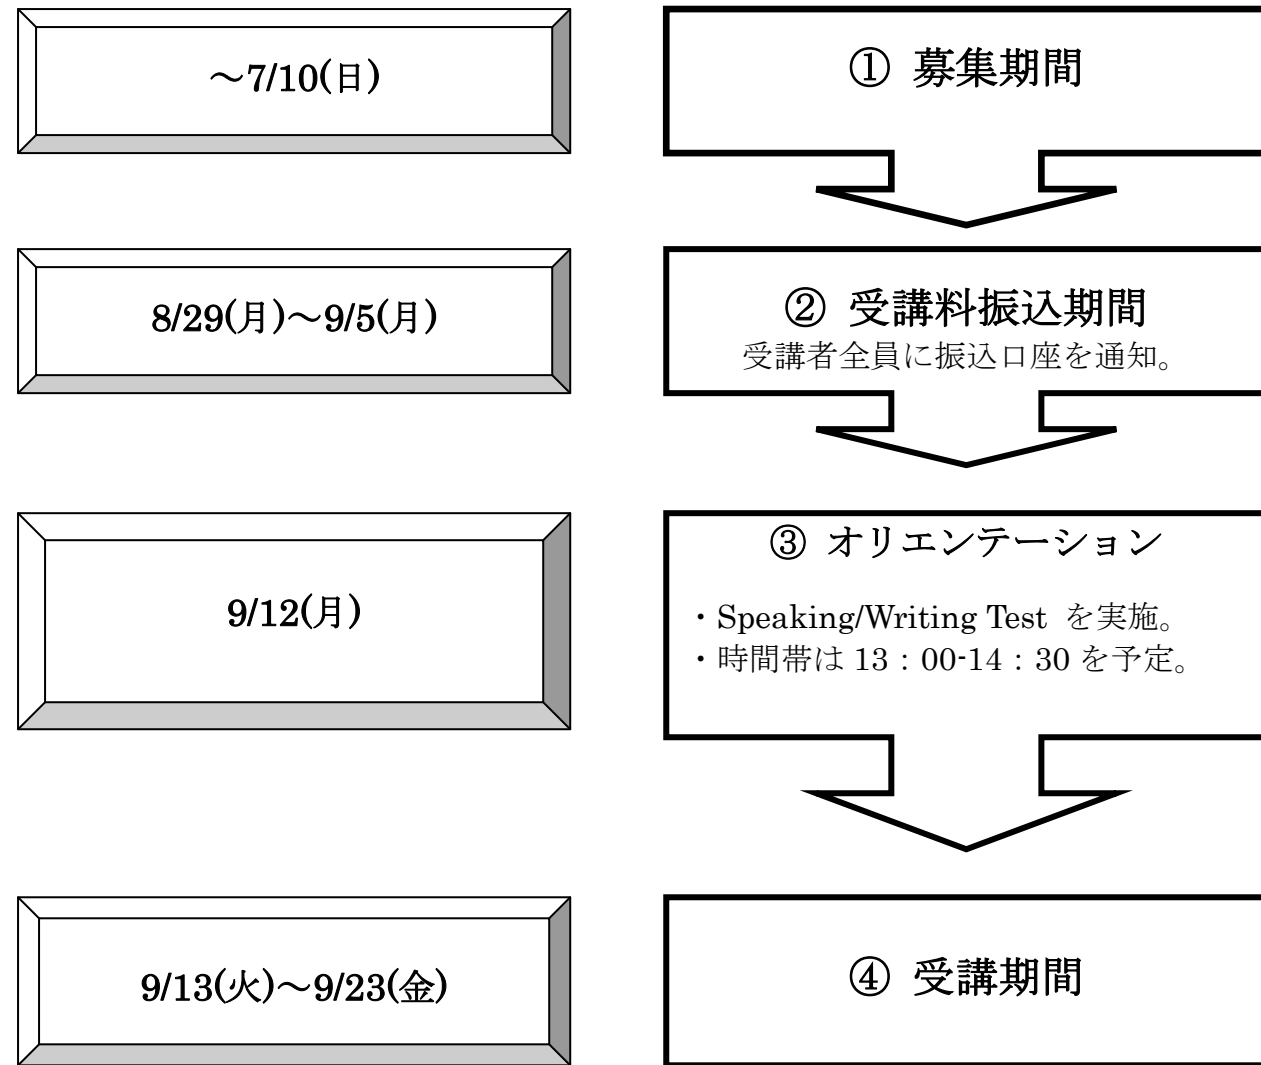 ～7/10(日)
① 募集期間
8/29(月)～9/5(月)
② 受講料振込期間
受講者全員に振込口座を通知。
9/12(月)
③ オリエンテーション
・Speaking/Writing Test を実施。
・時間帯は 13：00-14：30 を予定。
9/13(火)～9/23(金)
④ 受講期間